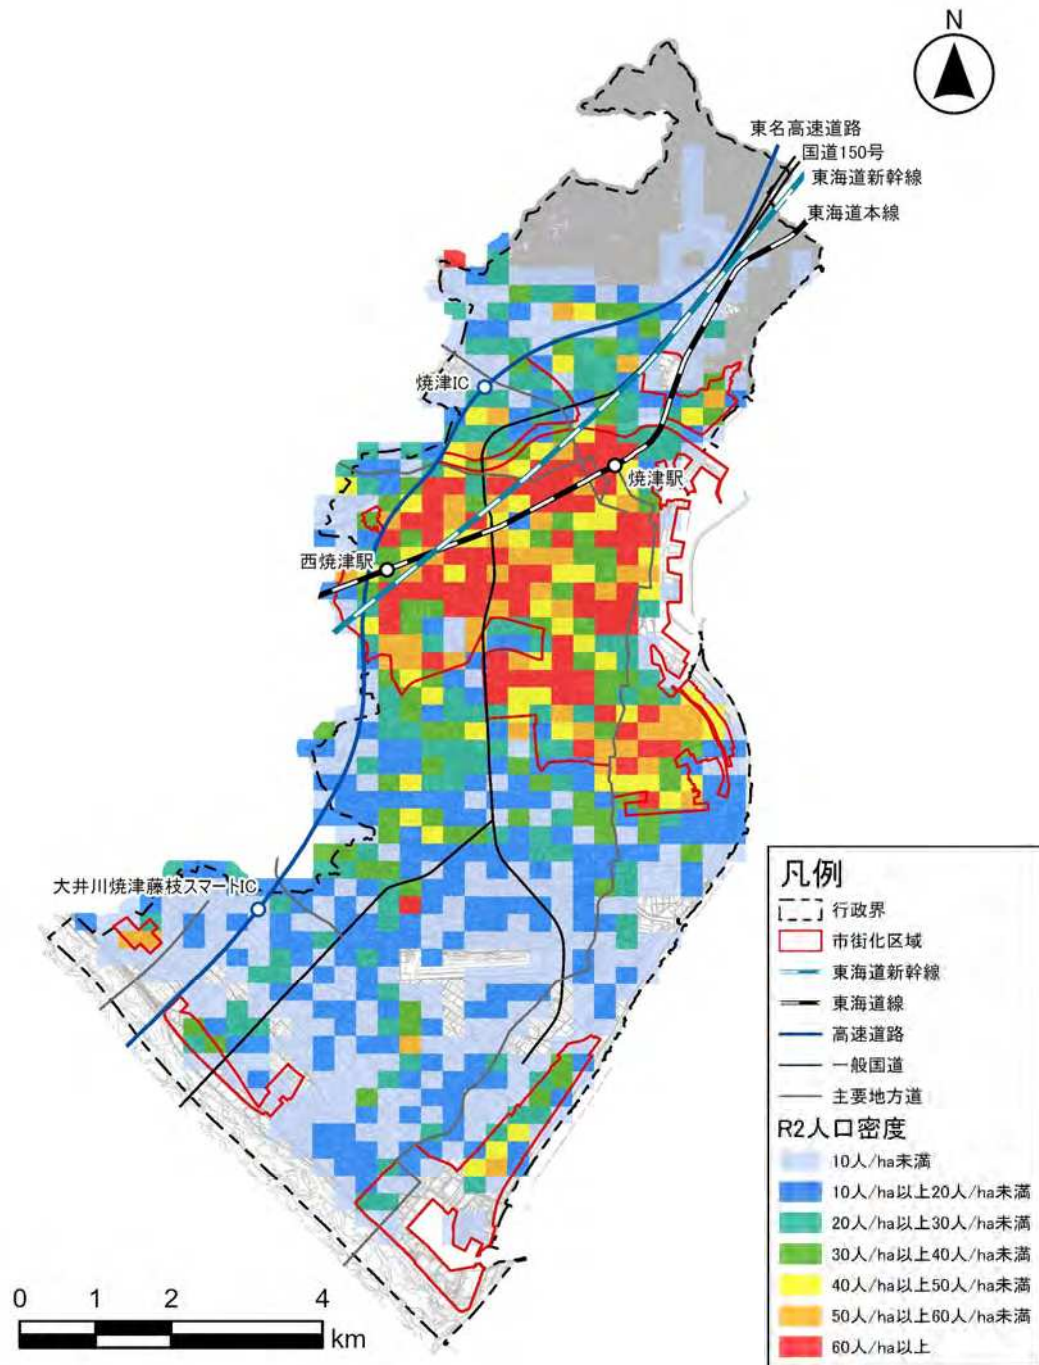 N
東名高速道路
国道150号
東海道新幹線
東海道本線
焼津IC
焼津駅
西焼津駅
大井川焼津藤枝スマートIC
凡例
行政界
市街化区域
東海道新幹線
東海道線
高速道路
一般国道
主要地方道
R2人口密度
10人/ha未満
10人/ha以上20人/ha未満
20人/ha以上30人/ha未満
30人/ha以上40人/ha未満
40人/ha以上50人/ha未満
50人/ha以上60人/ha未満
60人/ha以上
0 1 2 4
km